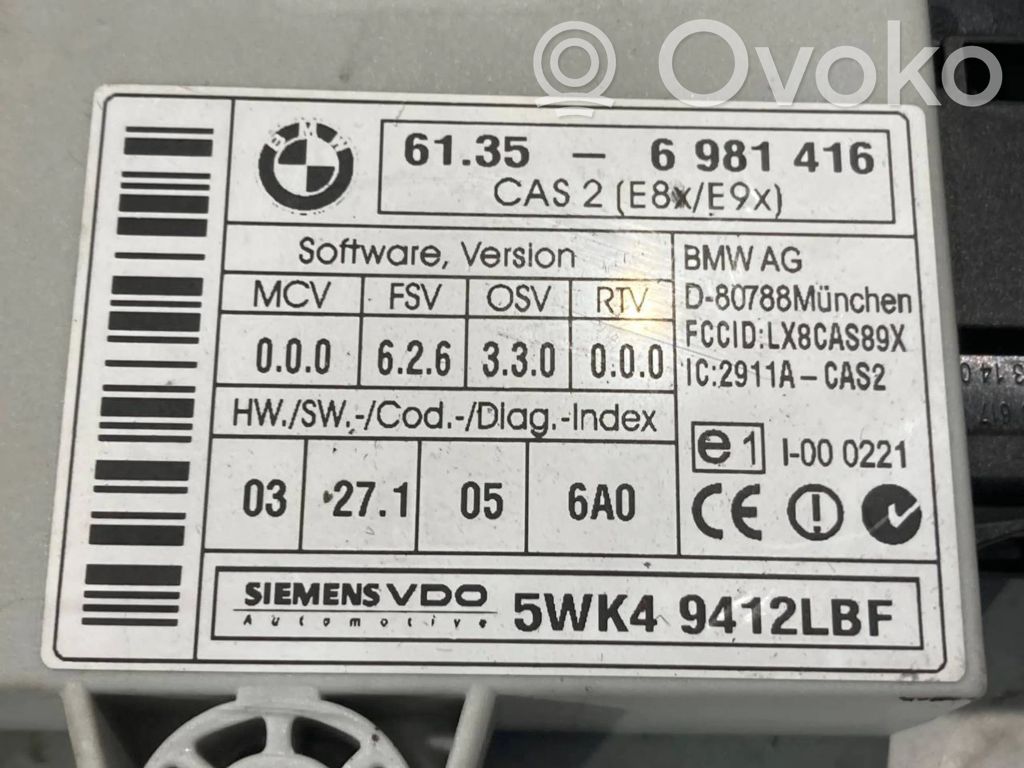 Ovoko
BMW
61.35 – 6 981 416
CAS 2 (E8x/E9x)
Software, Version
MCV FSV OSV RTV
0.0.0 6.2.6 3.3.0 0.0.0
HW./SW.-/Cod.-/Diag.-Index
03 27.1 05 6A0
BMW AG
D-80788München
FCCID:LX8CAS89X
IC:2911A – CAS2
e1 I-00 0221
CE
SIEMENS VDO
Automotive
5WK4 9412LBF